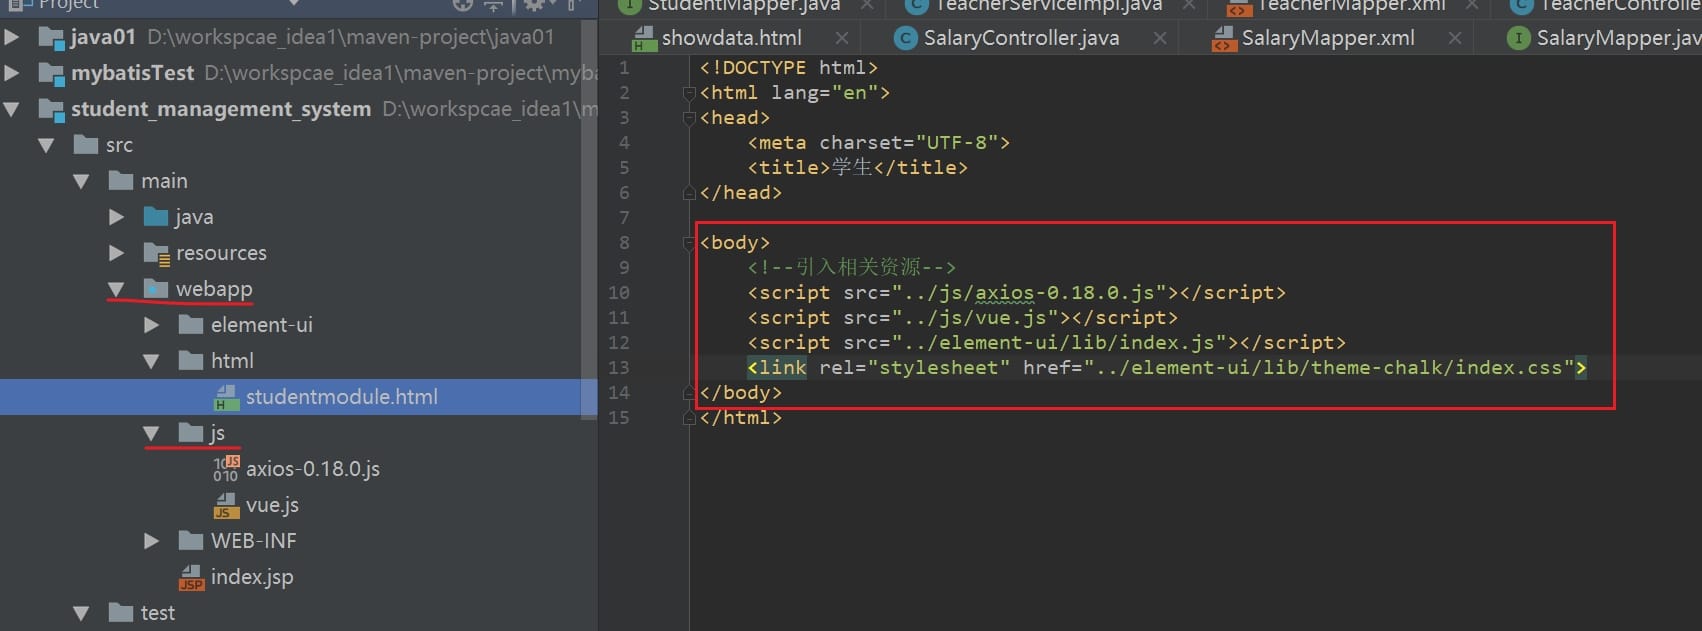 Project
java01 D:\workspcae_idea1\maven-project\java01
mybatisTest D:\workspcae_idea1\maven-project\myba
student_management_system D:\workspcae_idea1\m
src
main
java
resources
webapp
element-ui
html
studentmodule.html
js
axios-0.18.0.js
vue.js
WEB-INF
index.jsp
test
StudentMapper.java TeacherServiceImpl.java TeacherMapper.xml TeacherControlle
showdata.html SalaryController.java SalaryMapper.xml SalaryMapper.jav
1 <!DOCTYPE html>
2 <html lang="en">
3 <head>
4 <meta charset="UTF-8">
5 <title>学生</title>
6 </head>
7
8 <body>
9 <!--引入相关资源-->
10 <script src="../js/axios-0.18.0.js"></script>
11 <script src="../js/vue.js"></script>
12 <script src="../element-ui/lib/index.js"></script>
13 <link rel="stylesheet" href="../element-ui/lib/theme-chalk/index.css">
14 </body>
15 </html>